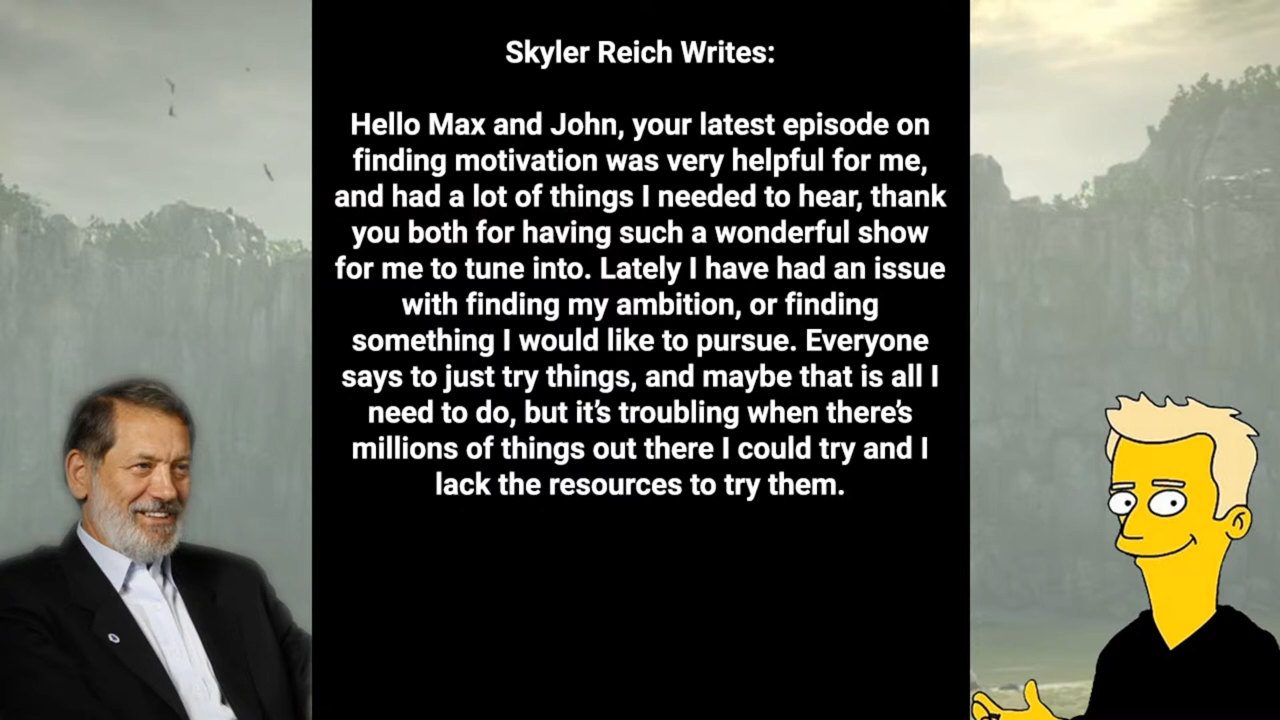 Skyler Reich Writes:
Hello Max and John, your latest episode on
finding motivation was very helpful for me,
and had a lot of things I needed to hear, thank
you both for having such a wonderful show
for me to tune into. Lately I have had an issue
with finding my ambition, or finding
something I would like to pursue. Everyone
says to just try things, and maybe that is all I
need to do, but it’s troubling when there’s
millions of things out there I could try and I
lack the resources to try them.